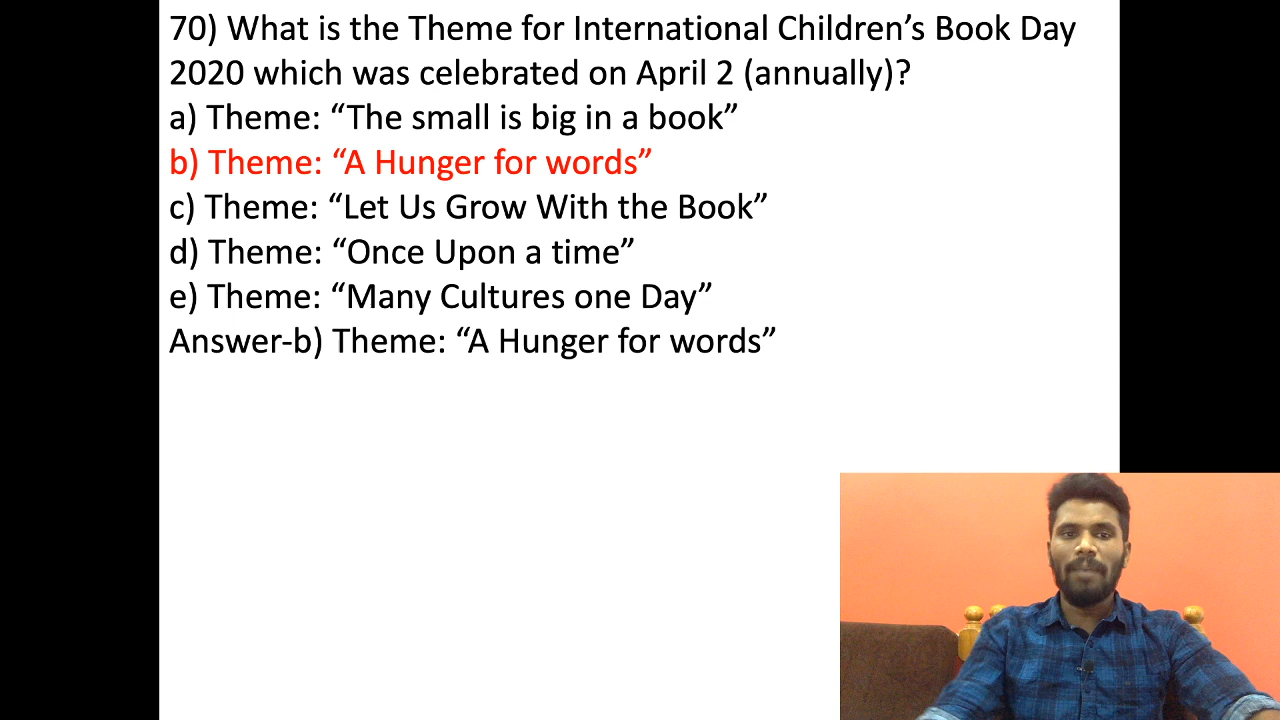 70) What is the Theme for International Children’s Book Day
2020 which was celebrated on April 2 (annually)?
a) Theme: “The small is big in a book”
b) Theme: “A Hunger for words”
c) Theme: “Let Us Grow With the Book”
d) Theme: “Once Upon a time”
e) Theme: “Many Cultures one Day”
Answer-b) Theme: “A Hunger for words”